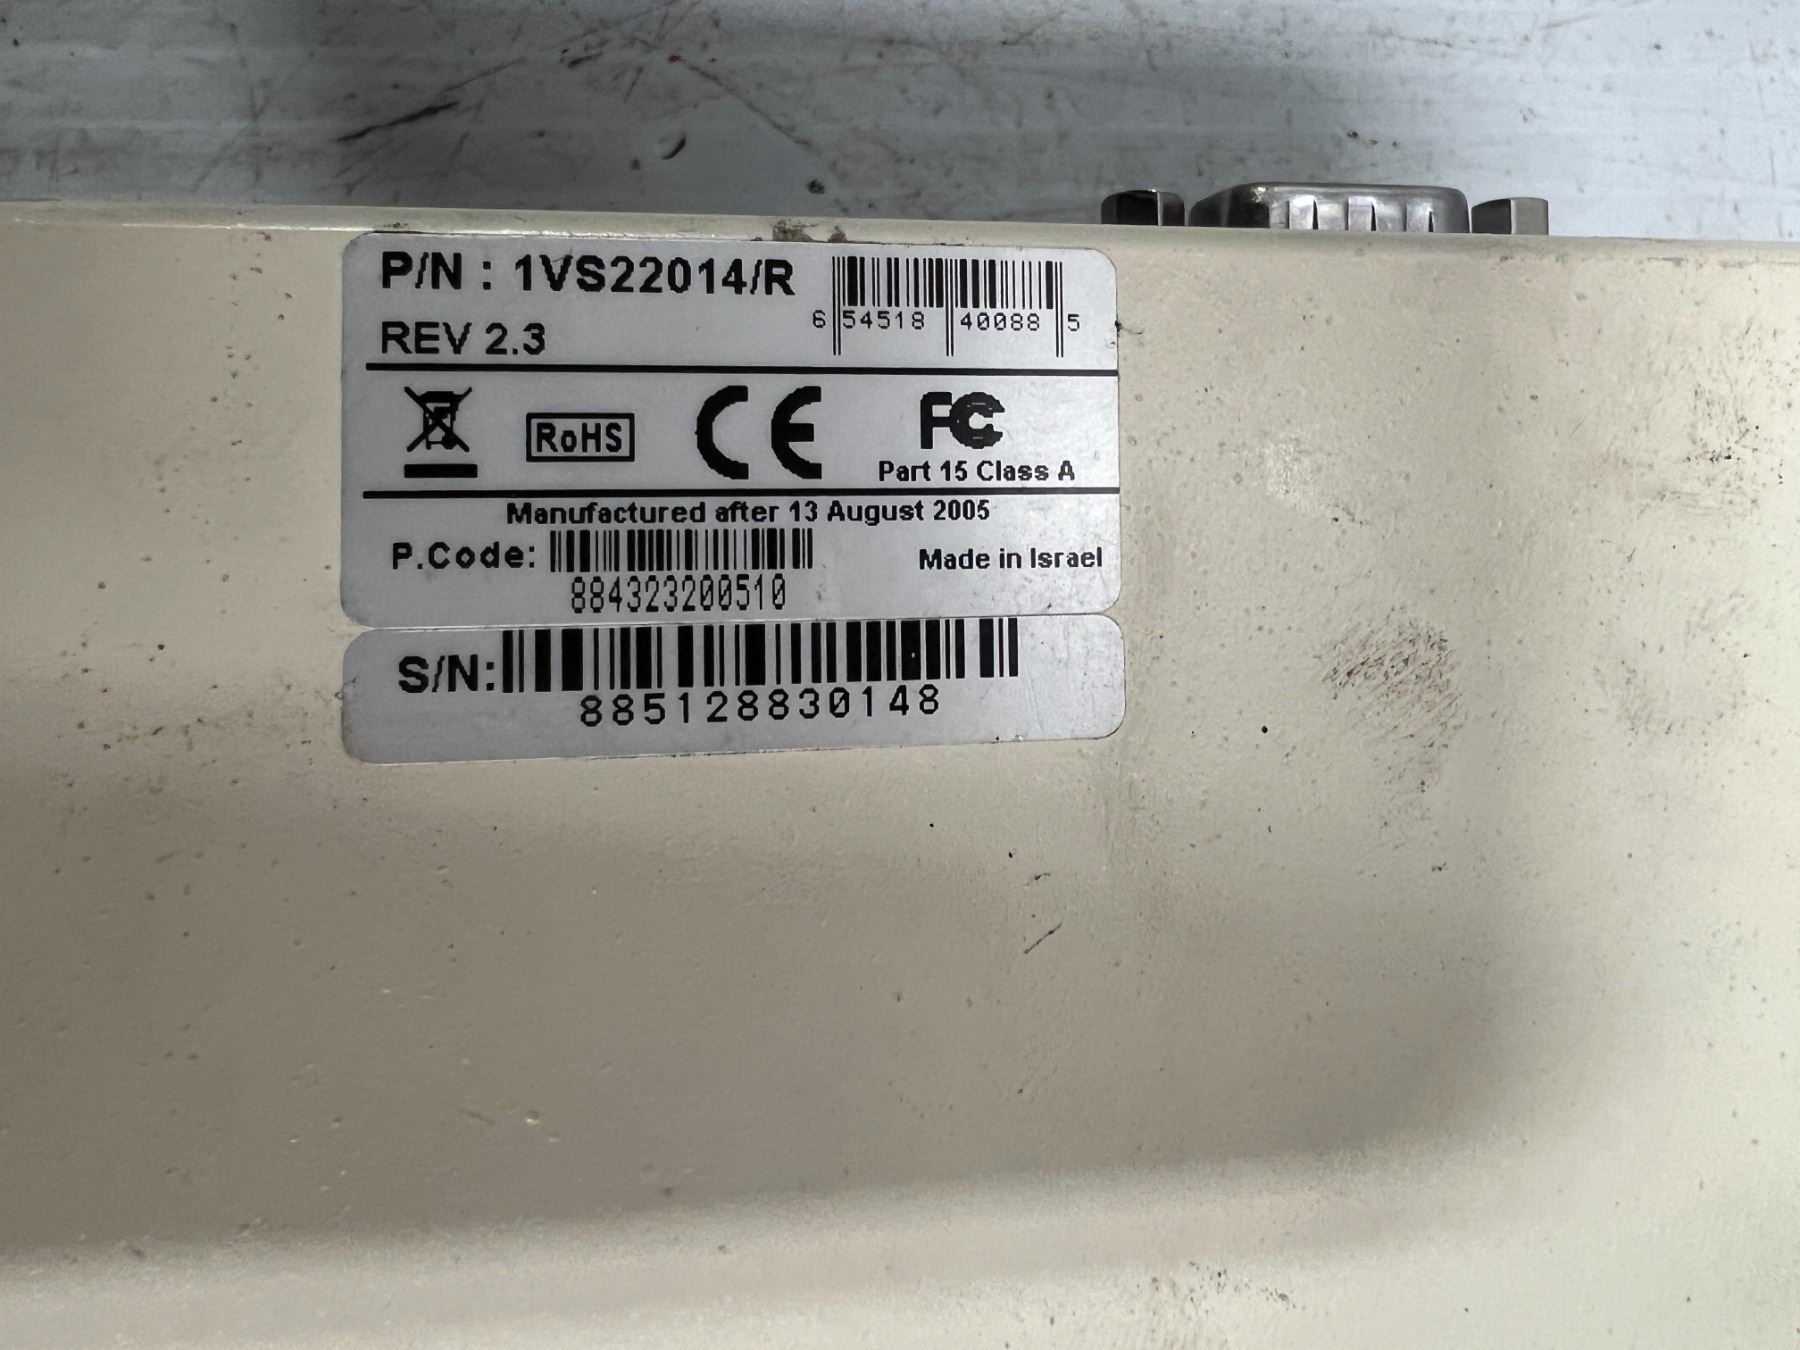 P/N : 1VS22014/R
6 54518 40088 5
REV 2.3
RoHS
CE
FC
Part 15 Class A
Manufactured after 13 August 2005
P.Code:
Made in Israel
884323200510
S/N:
885128830148